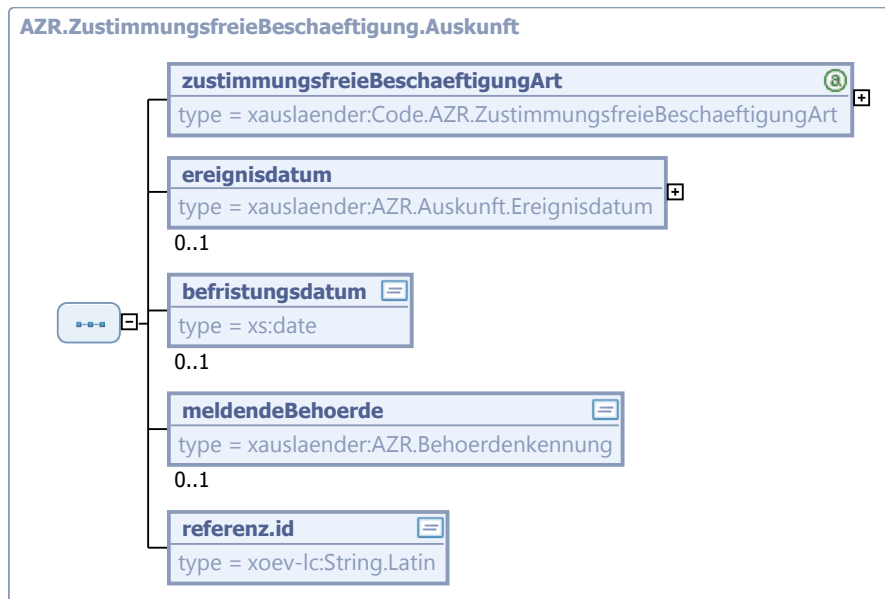 AZR.ZustimmungsfreieBeschaeftigung.Auskunft
zustimmungsfreieBeschaeftigungArt
type = xauslaender:Code.AZR.ZustimmungsfreieBeschaeftigungArt
ereignisdatum
type = xauslaender:AZR.Auskunft.Ereignisdatum
0..1
befristungsdatum
type = xs:date
0..1
meldendeBehoerde
type = xauslaender:AZR.Behoerdenkennung
0..1
referenz.id
type = xoev-lc:String.Latin